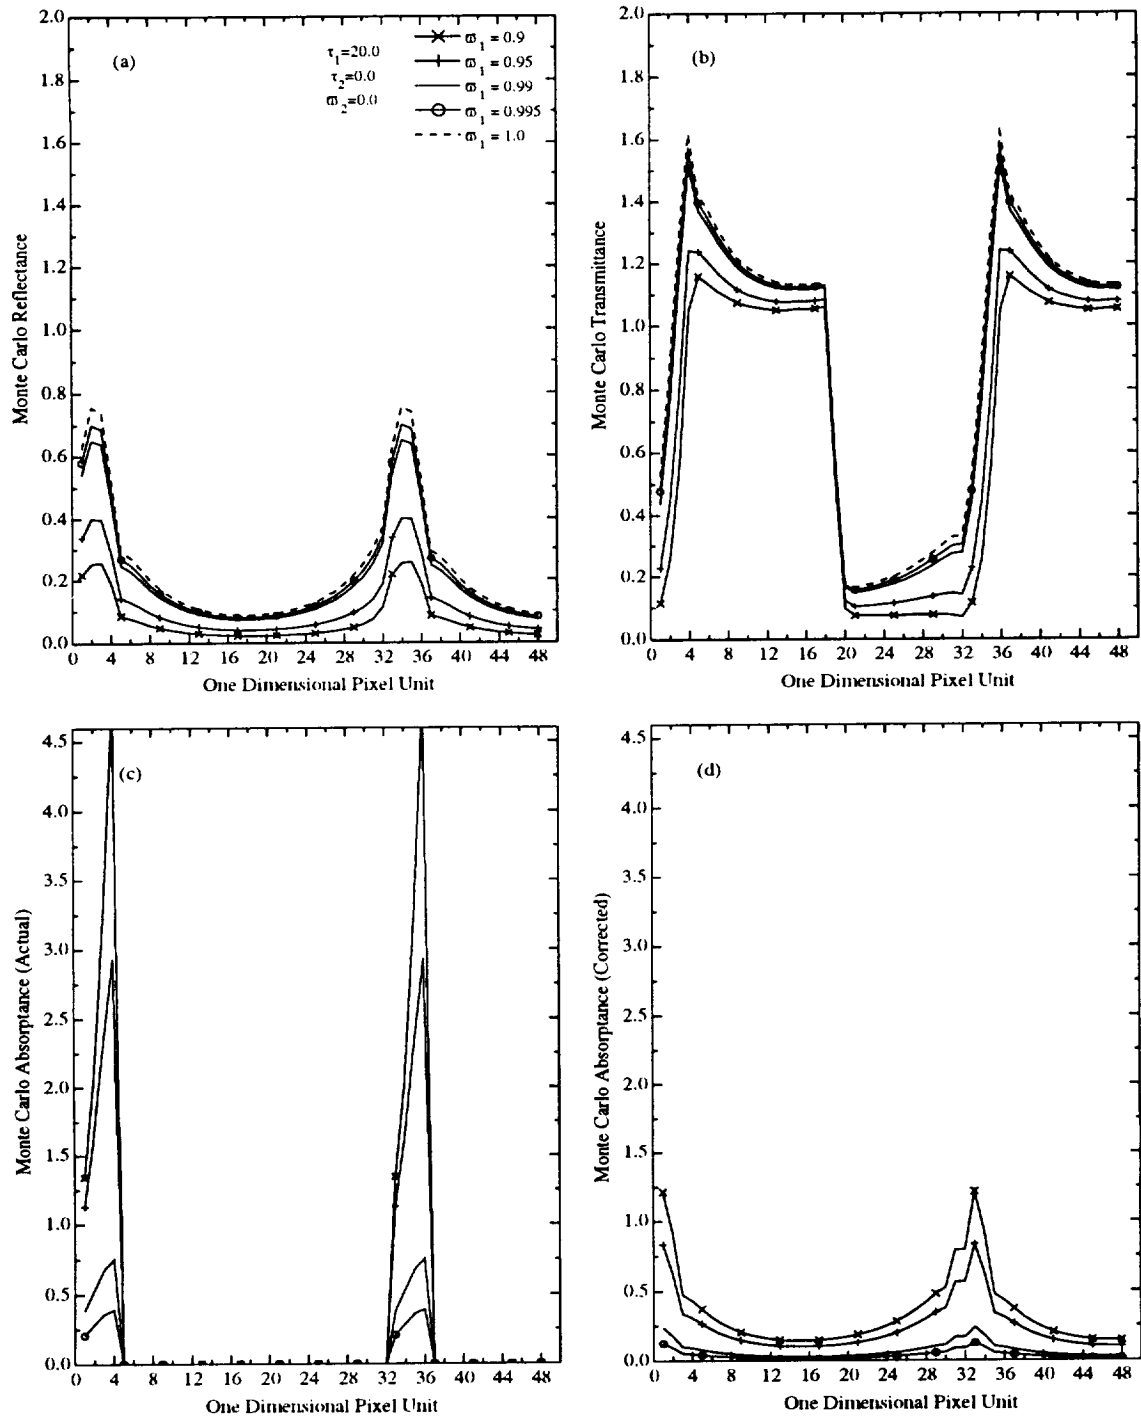 (a)
τ₁=20.0
τ₂=0.0
ϖ₂=0.0
ϖ₁ = 0.9
ϖ₁ = 0.95
ϖ₁ = 0.99
ϖ₁ = 0.995
ϖ₁ = 1.0
Monte Carlo Reflectance
2.0
1.8
1.6
1.4
1.2
1.0
0.8
0.6
0.4
0.2
0.0
0 4 8 12 16 20 24 28 32 36 40 44 48
One Dimensional Pixel Unit
(b)
Monte Carlo Transmittance
2.0
1.8
1.6
1.4
1.2
1.0
0.8
0.6
0.4
0.2
0.0
0 4 8 12 16 20 24 28 32 36 40 44 48
One Dimensional Pixel Unit
(c)
Monte Carlo Absorptance (Actual)
4.5
4.0
3.5
3.0
2.5
2.0
1.5
1.0
0.5
0.0
0 4 8 12 16 20 24 28 32 36 40 44 48
One Dimensional Pixel Unit
(d)
Monte Carlo Absorptance (Corrected)
4.5
4.0
3.5
3.0
2.5
2.0
1.5
1.0
0.5
0.0
0 4 8 12 16 20 24 28 32 36 40 44 48
One Dimensional Pixel Unit